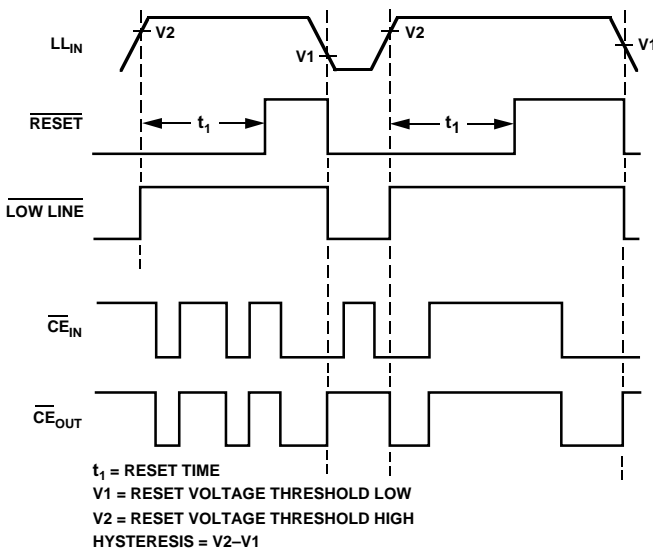 LL_IN
V2
V1
V2
V1
RESET
t1
t1
LOW LINE
CE_IN
CE_OUT
t1 = RESET TIME
V1 = RESET VOLTAGE THRESHOLD LOW
V2 = RESET VOLTAGE THRESHOLD HIGH
HYSTERESIS = V2–V1